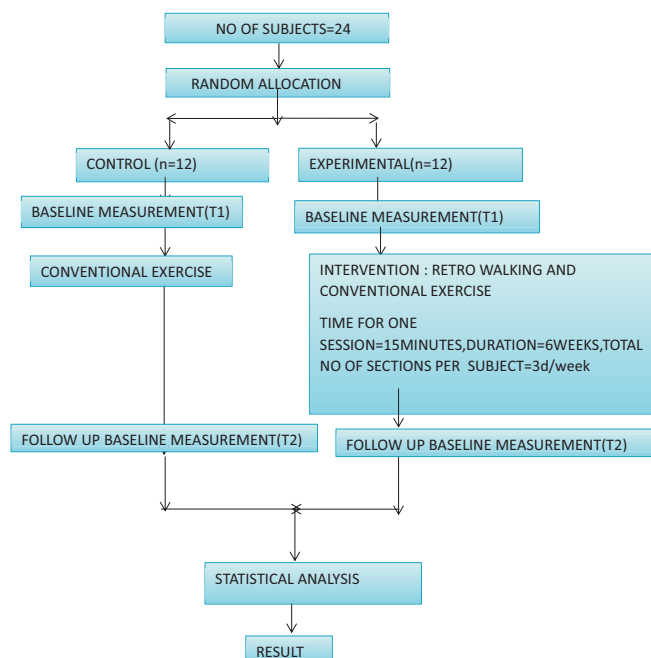 NO OF SUBJECTS=24
RANDOM ALLOCATION
CONTROL (n=12)
EXPERIMENTAL(n=12)
BASELINE MEASUREMENT(T1)
BASELINE MEASUREMENT(T1)
CONVENTIONAL EXERCISE
INTERVENTION : RETRO WALKING AND
CONVENTIONAL EXERCISE
TIME FOR ONE
SESSION=15MINUTES,DURATION=6WEEKS,TOTAL
NO OF SECTIONS PER SUBJECT=3d/week
FOLLOW UP BASELINE MEASUREMENT(T2)
FOLLOW UP BASELINE MEASUREMENT(T2)
STATISTICAL ANALYSIS
RESULT